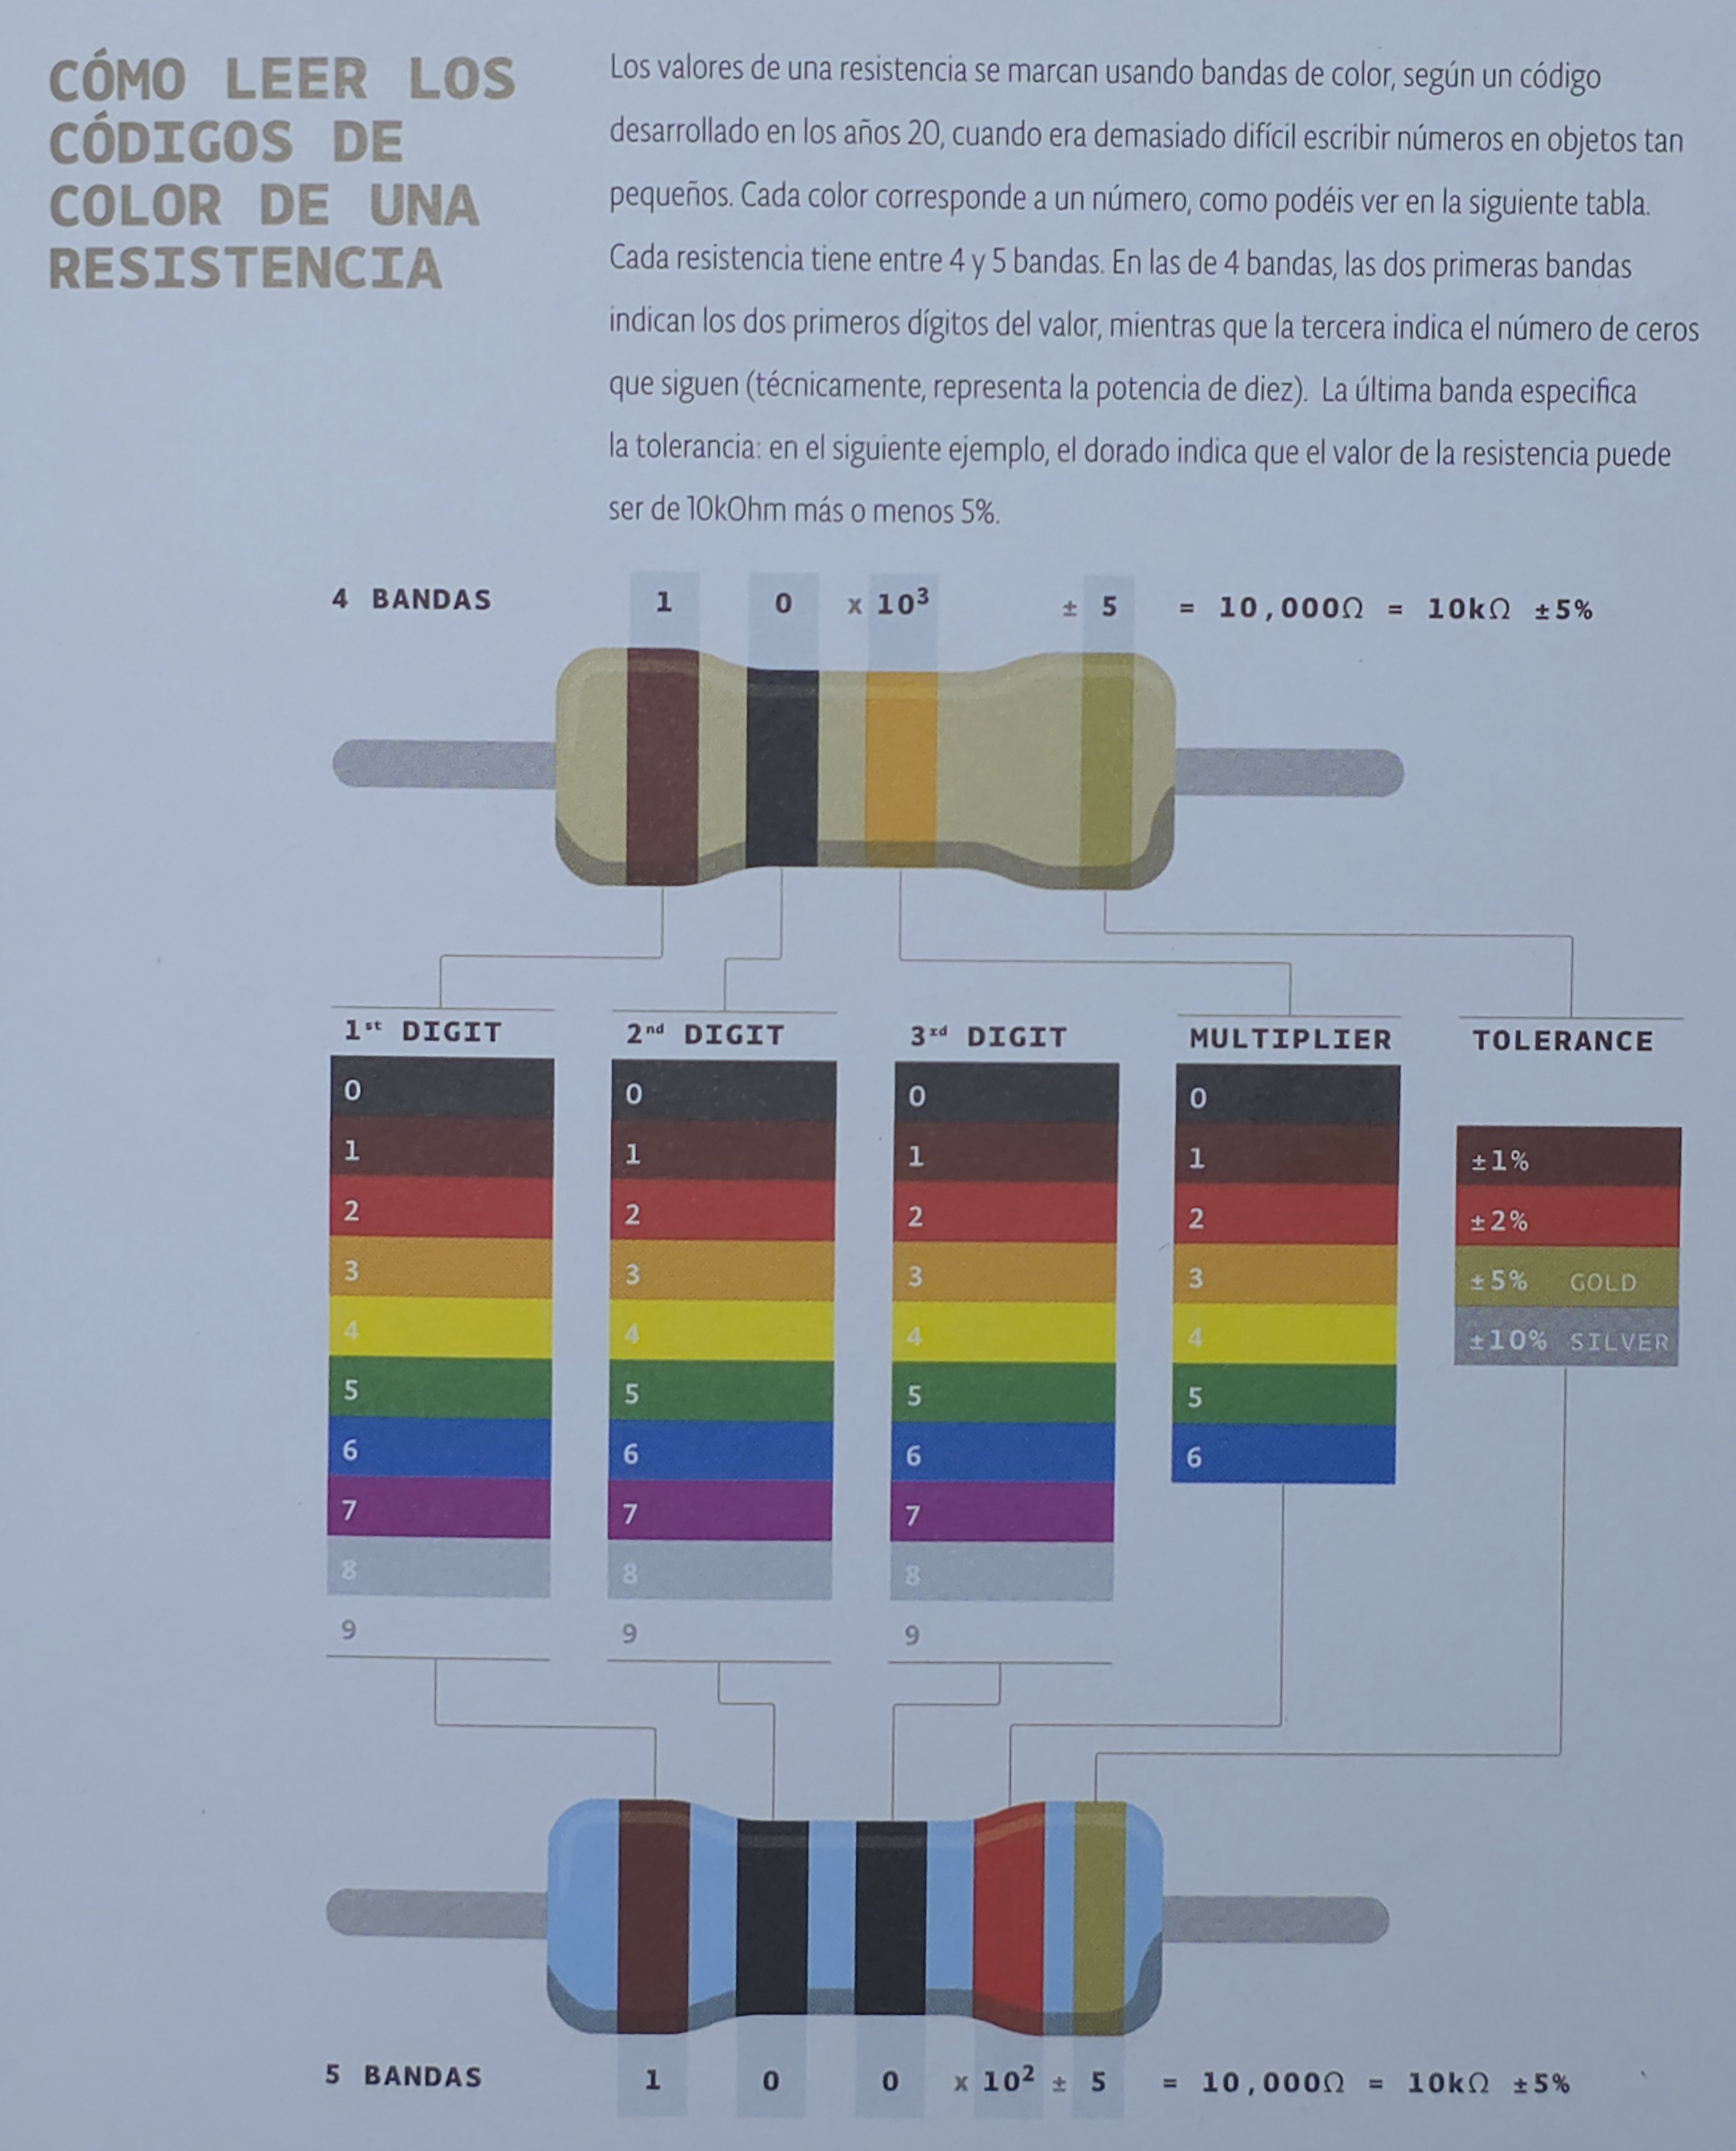 CÓMO LEER LOS
CÓDIGOS DE
COLOR DE UNA
RESISTENCIA
Los valores de una resistencia se marcan usando bandas de color, según un código
desarrollado en los años 20, cuando era demasiado difícil escribir números en objetos tan
pequeños. Cada color corresponde a un número, como podéis ver en la siguiente tabla.
Cada resistencia tiene entre 4 y 5 bandas. En las de 4 bandas, las dos primeras bandas
indican los dos primeros dígitos del valor, mientras que la tercera indica el número de ceros
que siguen (técnicamente, representa la potencia de diez). La última banda especifica
la tolerancia: en el siguiente ejemplo, el dorado indica que el valor de la resistencia puede
ser de 10kOhm más o menos 5%.
4 BANDAS 1 0 x 10³ ± 5 = 10,000Ω = 10kΩ ±5%
1st DIGIT 2nd DIGIT 3rd DIGIT MULTIPLIER TOLERANCE
0 0 0 0
1 1 1 1 ±1%
2 2 2 2 ±2%
3 3 3 3 ±5% GOLD
4 4 4 4 ±10% SILVER
5 5 5 5
6 6 6 6
7 7 7
8 8 8
9 9 9
5 BANDAS 1 0 0 x 10² ± 5 = 10,000Ω = 10kΩ ±5%